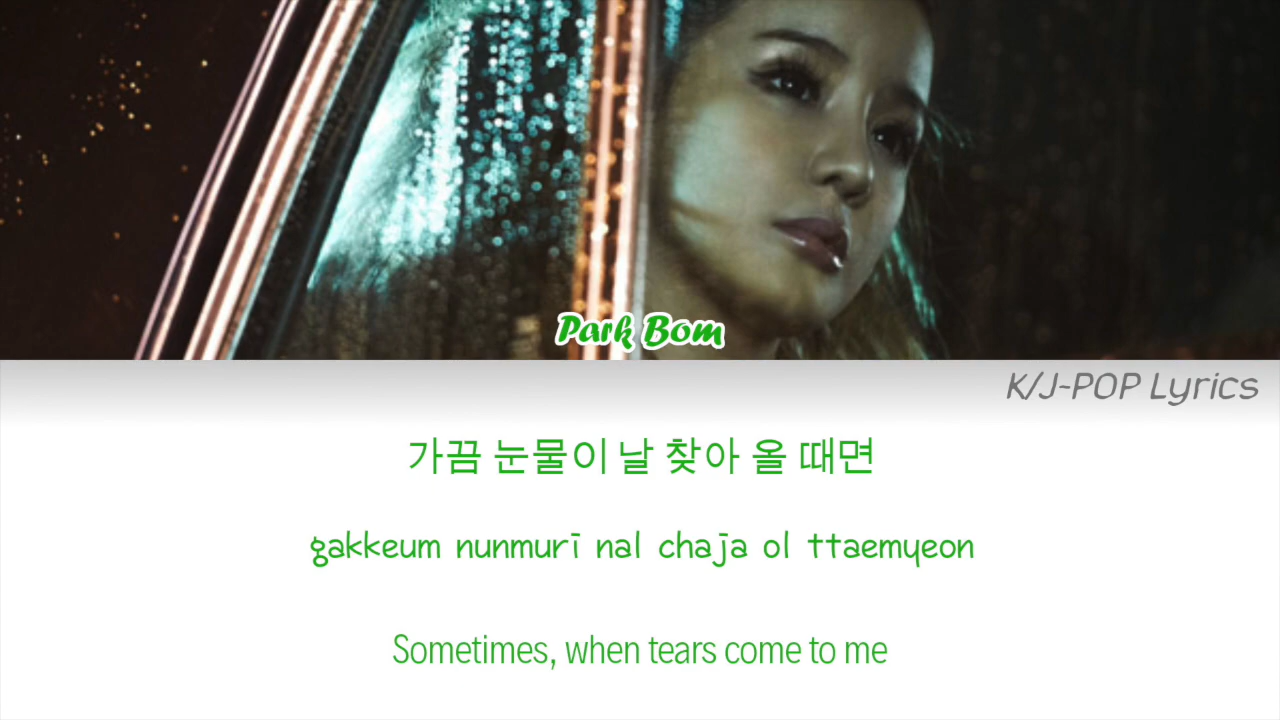 Park Bom
K/J-POP Lyrics
가끔 눈물이 날 찾아 올 때면
gakkeum nunmuri nal chaja ol ttaemyeon
Sometimes, when tears come to me